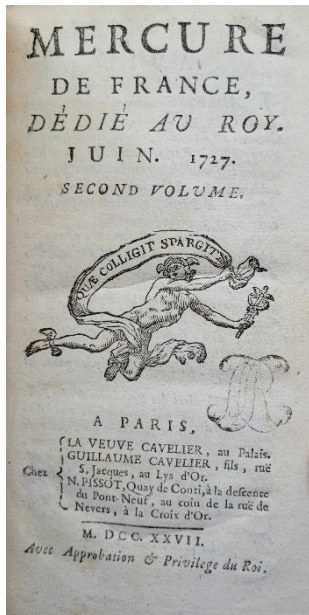 MERCURE
DE FRANCE,
DÉDIÉ AU ROY.
JUIN. 1727.
SECOND VOLUME.
QUÆ COLLIGIT SPARGIT
A PARIS,
Chez
LA VEUVE CAVELIER, au Palais.
GUILLAUME CAVELIER, fils, ruë
S. Jacques, au Lys d'Or.
N. PISSOT, Quay de Conti, à la descente
du Pont-Neuf, au coin de la ruë de
Nevers, à la Croix d'Or.
M. DCC. XXVII.
Avec Approbation & Privilege du Roi.